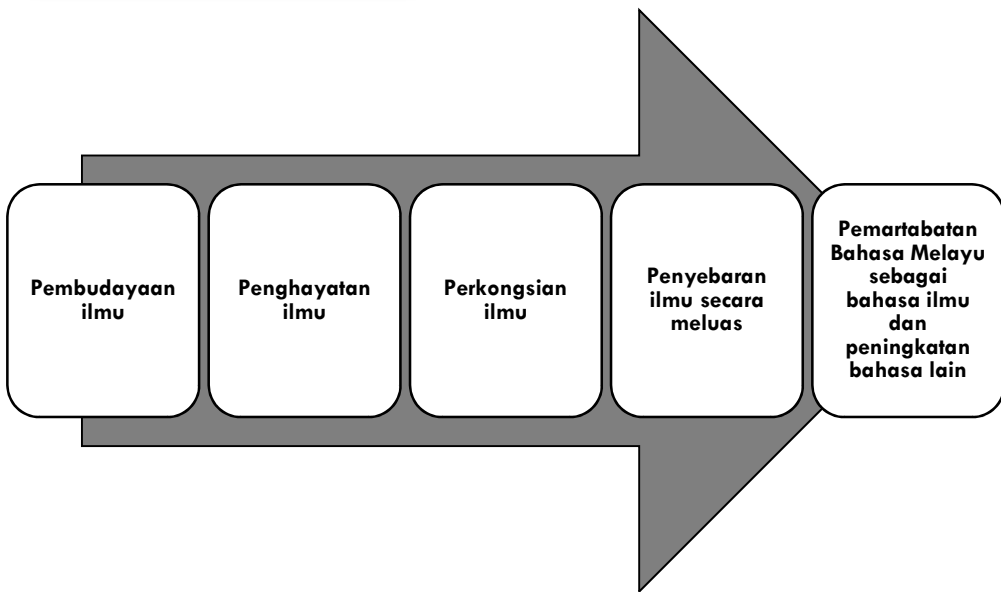 Pembudayaan
ilmu
Penghayatan
ilmu
Perkongsian
ilmu
Penyebaran
ilmu secara
meluas
Pemartabatan
Bahasa Melayu
sebagai
bahasa ilmu
dan
peningkatan
bahasa lain